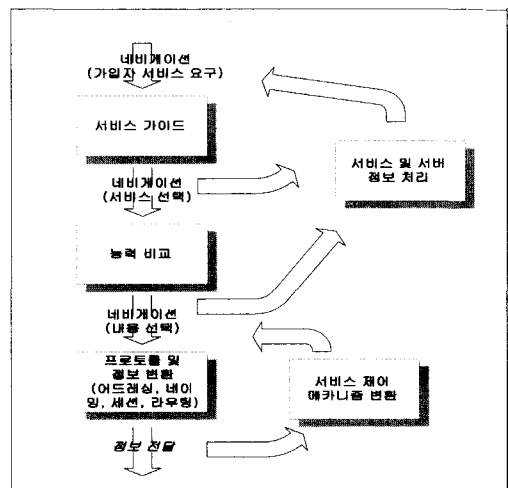 네비게이션
(가입자 서비스 요구)
서비스 가이드
서비스 및 서버
정보 처리
네비게이션
(서비스 선택)
능력 비교
네비게이션
(내용 선택)
프로토콜 및
정보 변환
(어드레싱, 네이
밍, 세션, 라우팅)
서비스 제어
메카니즘 변환
정보 전달